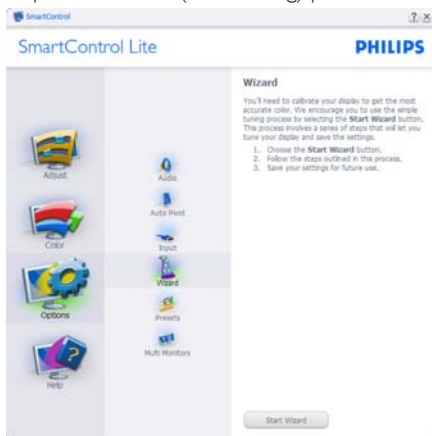 SmartControl
SmartControl Lite
PHILIPS
Adjust
Color
Options
Help
Audio
Auto Pivot
Input
Wizard
Presets
Multi Monitors
Wizard
You'll need to calibrate your display to get the most
accurate color. We encourage you to use the simple
tuning process by selecting the Start Wizard button.
This process involves a series of steps that will let you
tune your display and save the settings.
1. Choose the Start Wizard button.
2. Follow the steps outlined in this process.
3. Save your settings for future use.
Start Wizard